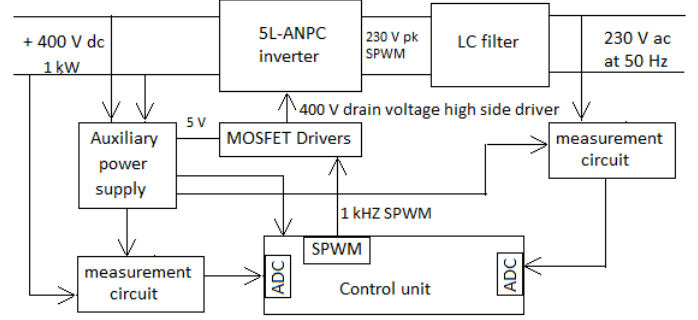 + 400 V dc
1 kW
5L-ANPC
inverter
230 V pk
SPWM
LC filter
230 V ac
at 50 Hz
400 V drain voltage high side driver
5 V
Auxiliary
power
supply
MOSFET Drivers
measurement
circuit
1 kHZ SPWM
measurement
circuit
ADC
SPWM
Control unit
ADC